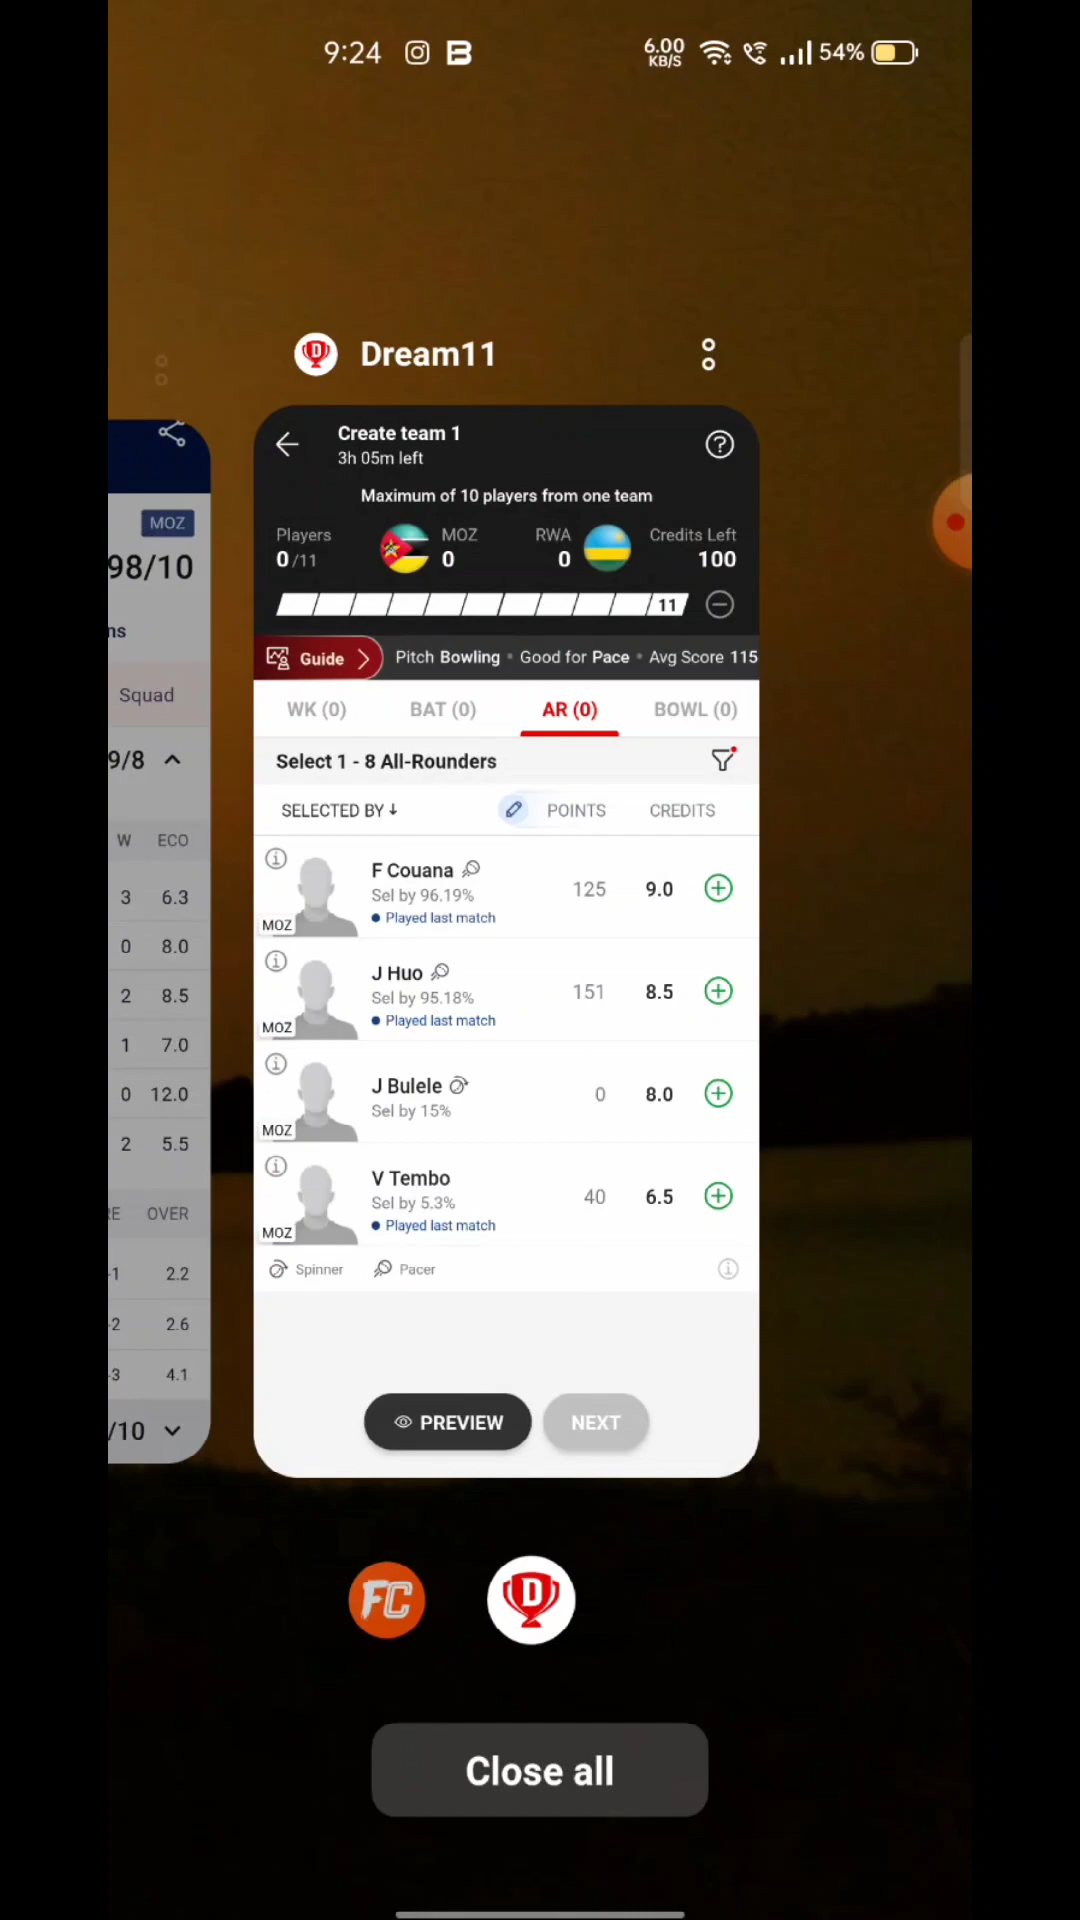 9:24
6.00
KB/S
54%
Dream11
Create team 1
3h 05m left
Maximum of 10 players from one team
Players
0/11
MOZ
0
RWA
0
Credits Left
100
11
Guide
Pitch Bowling • Good for Pace • Avg Score 115
WK (0)
BAT (0)
AR (0)
BOWL (0)
Select 1 - 8 All-Rounders
SELECTED BY ↓
POINTS
CREDITS
F Couana
Sel by 96.19%
Played last match
MOZ
125
9.0
J Huo
Sel by 95.18%
Played last match
MOZ
151
8.5
J Bulele
Sel by 15%
MOZ
0
8.0
V Tembo
Sel by 5.3%
Played last match
MOZ
40
6.5
Spinner
Pacer
PREVIEW
NEXT
MOZ
98/10
ns
Squad
9/8
W ECO
3 6.3
0 8.0
2 8.5
1 7.0
0 12.0
2 5.5
OVER
-1 2.2
-2 2.6
-3 4.1
/10
FC
D
Close all